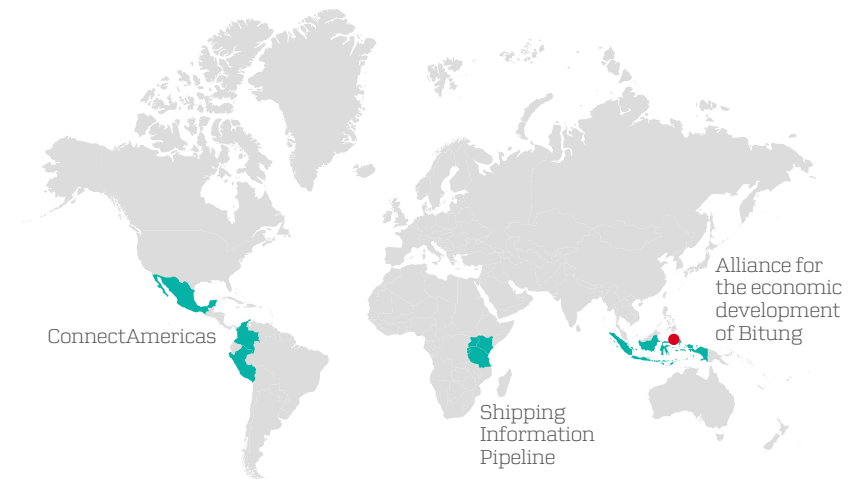 ConnectAmericas
Shipping
Information
Pipeline
Alliance for
the economic
development
of Bitung